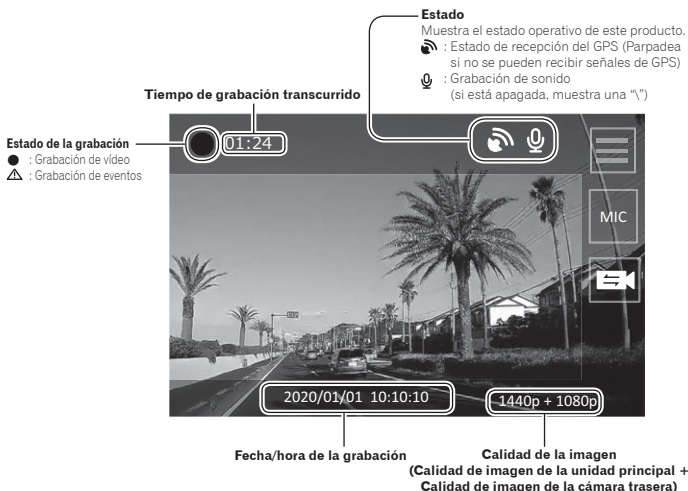 Estado
Muestra el estado operativo de este producto.
: Estado de recepción del GPS (Parpadea
si no se pueden recibir señales de GPS)
: Grabación de sonido
(si está apagada, muestra una “\”)
Tiempo de grabación transcurrido
Estado de la grabación
: Grabación de vídeo
: Grabación de eventos
01:24
MIC
2020/01/01 10:10:10
1440p + 1080p
Fecha/hora de la grabación
Calidad de la imagen
(Calidad de imagen de la unidad principal +
Calidad de imagen de la cámara trasera)